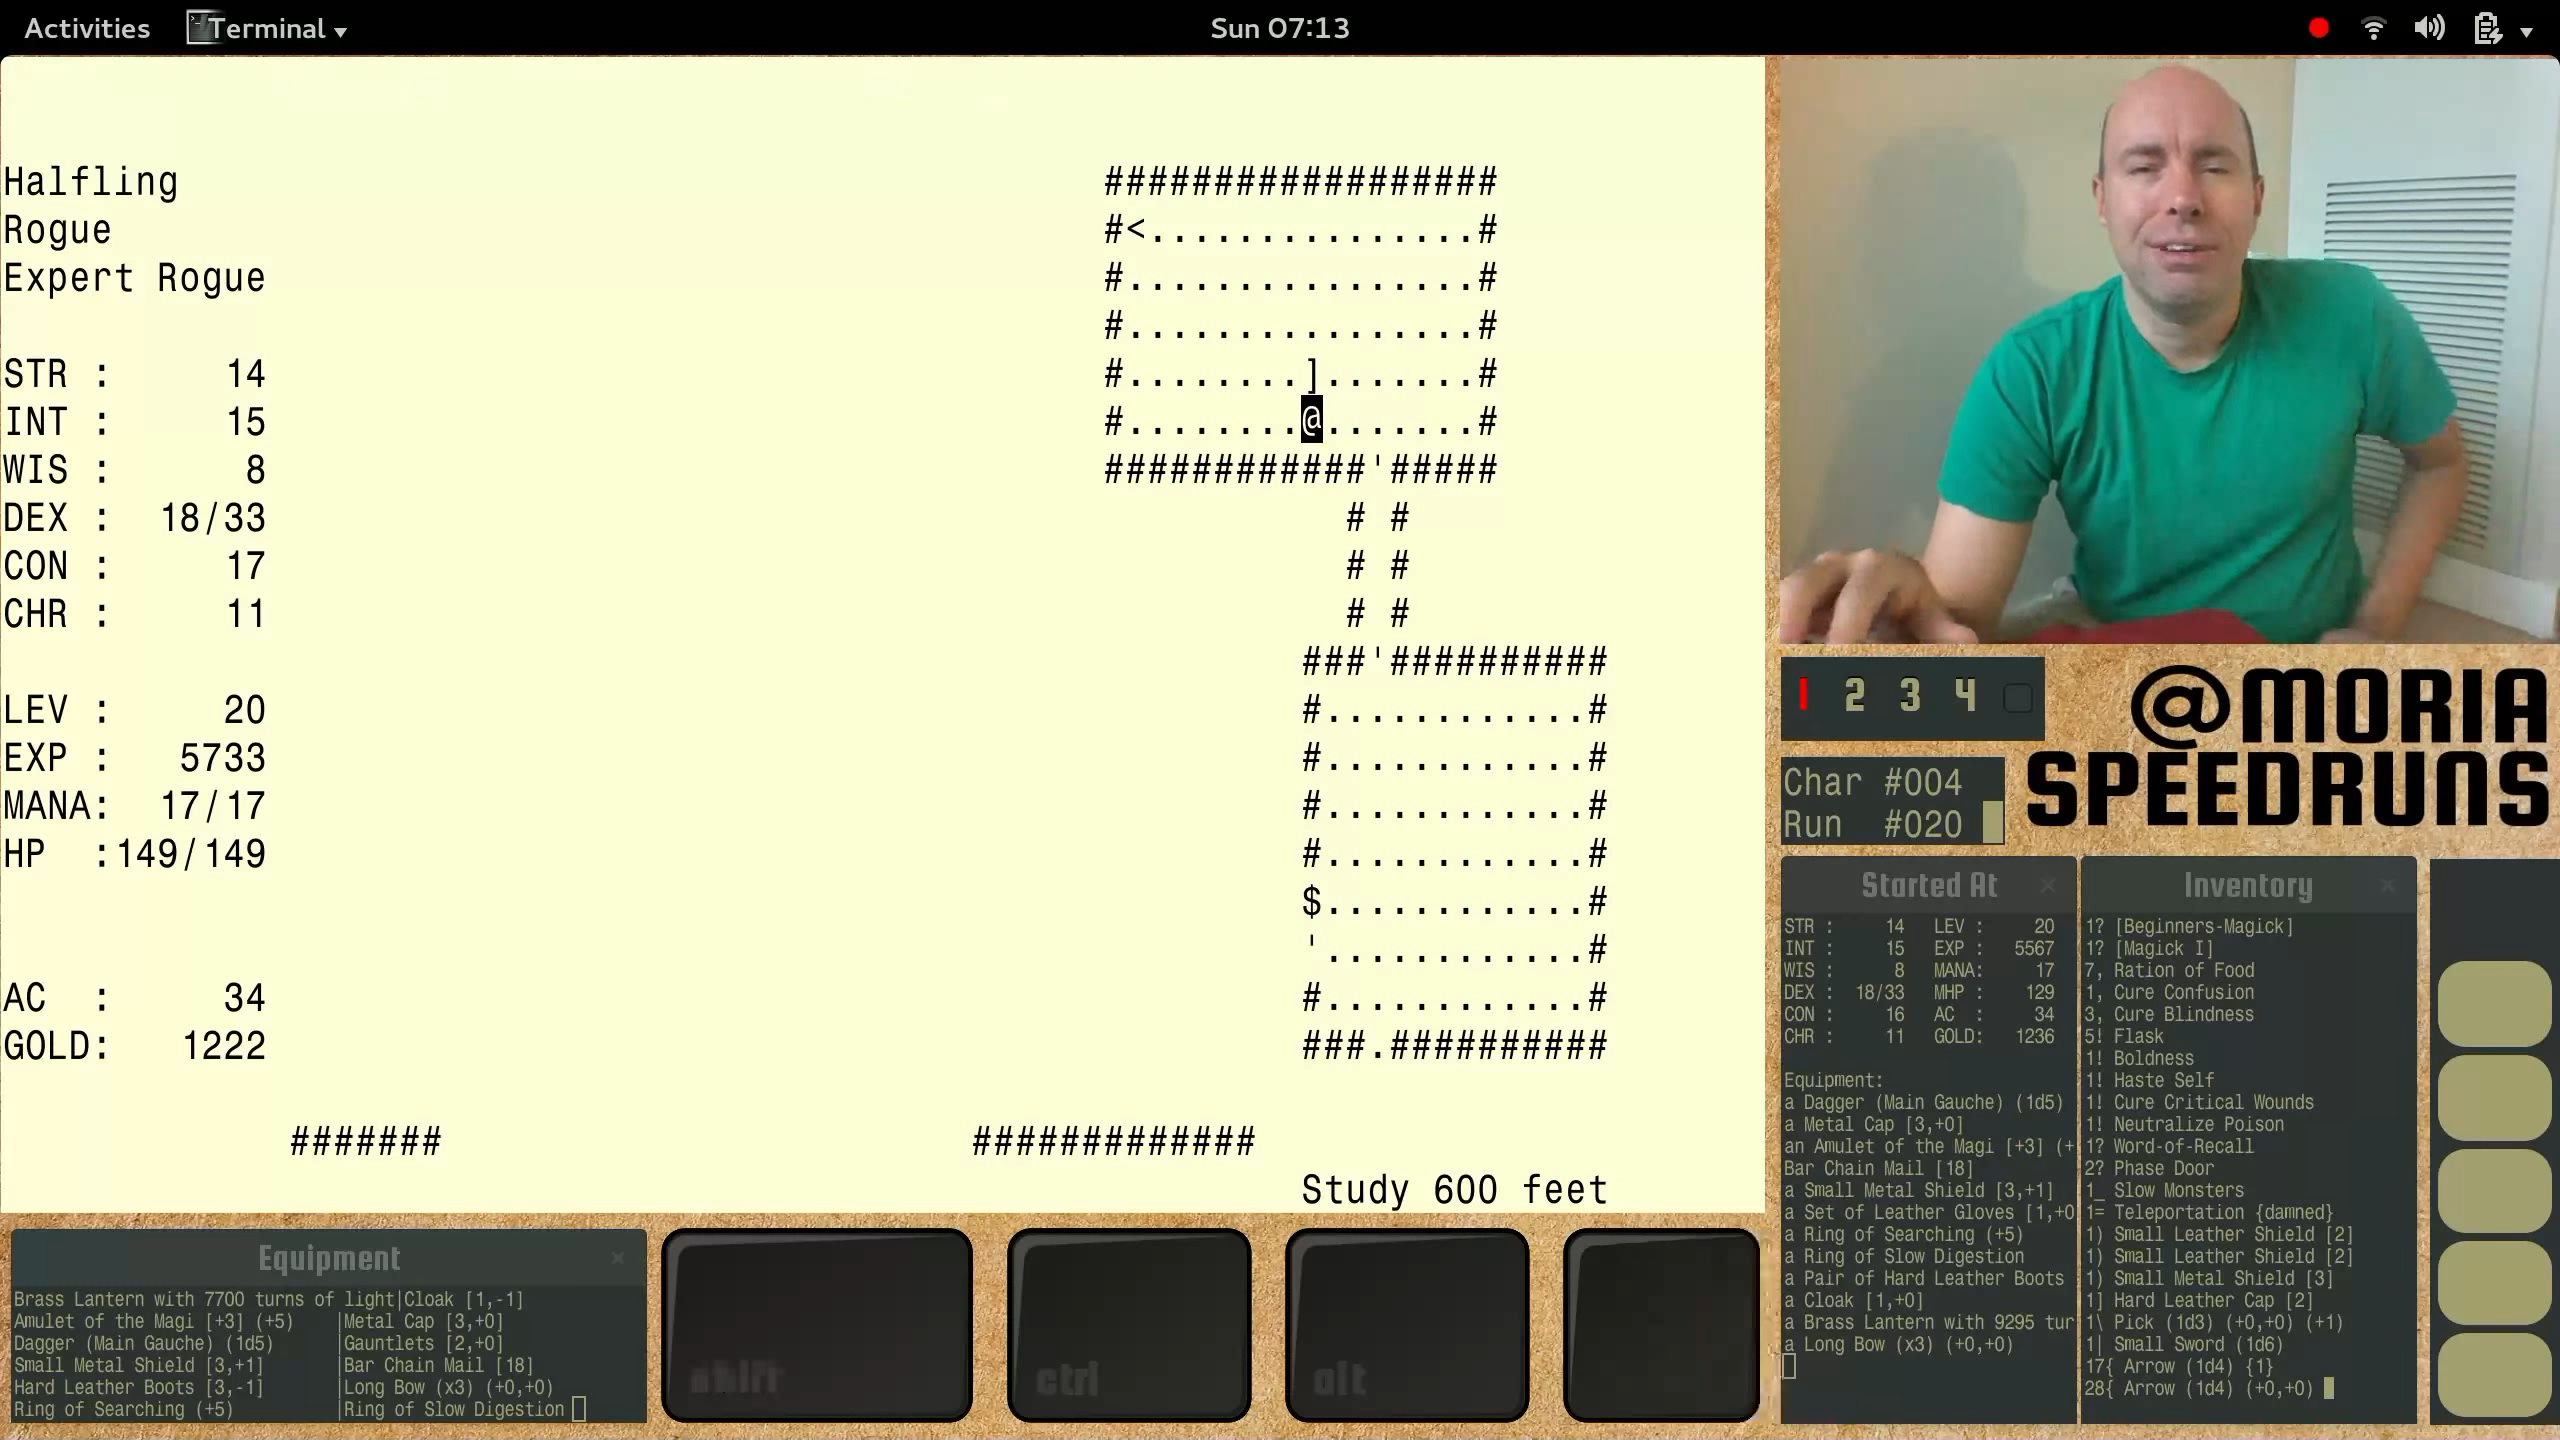 Activities Terminal Sun 07:13
Halfling
Rogue
Expert Rogue
STR : 14
INT : 15
WIS : 8
DEX : 18/33
CON : 17
CHR : 11
LEV : 20
EXP : 5733
MANA: 17/17
HP :149/149
AC : 34
GOLD: 1222
##################
#<...............#
#................#
#................#
#........].......#
#........@.......#
############'#####
# #
# #
# #
###'##########
#............#
#............#
#............#
#............#
$............#
'............#
#............#
###.##########
####### #############
Study 600 feet
1 2 3 4
@MORIA
SPEEDRUNS
Char #004
Run #020
Started At
STR : 14 LEV : 20
INT : 15 EXP : 5567
WIS : 8 MANA: 17
DEX : 18/33 MHP : 129
CON : 16 AC : 34
CHR : 11 GOLD: 1236
Equipment:
a Dagger (Main Gauche) (1d5)
a Metal Cap [3,+0]
an Amulet of the Magi [+3] (+
Bar Chain Mail [18]
a Small Metal Shield [3,+1]
a Set of Leather Gloves [1,+0
a Ring of Searching (+5)
a Ring of Slow Digestion
a Pair of Hard Leather Boots
a Cloak [1,+0]
a Brass Lantern with 9295 tur
a Long Bow (x3) (+0,+0)
Inventory
1? [Beginners-Magick]
1? [Magick I]
7, Ration of Food
1, Cure Confusion
3, Cure Blindness
5! Flask
1! Boldness
1! Haste Self
1! Cure Critical Wounds
1! Neutralize Poison
1? Word-of-Recall
2? Phase Door
1_ Slow Monsters
1= Teleportation {damned}
1) Small Leather Shield [2]
1) Small Leather Shield [2]
1) Small Metal Shield [3]
1] Hard Leather Cap [2]
1\ Pick (1d3) (+0,+0) (+1)
1| Small Sword (1d6)
17{ Arrow (1d4) {1}
28{ Arrow (1d4) (+0,+0)
Equipment
Brass Lantern with 7700 turns of light|Cloak [1,-1]
Amulet of the Magi [+3] (+5) |Metal Cap [3,+0]
Dagger (Main Gauche) (1d5) |Gauntlets [2,+0]
Small Metal Shield [3,+1] |Bar Chain Mail [18]
Hard Leather Boots [3,-1] |Long Bow (x3) (+0,+0)
Ring of Searching (+5) |Ring of Slow Digestion
shift
ctrl
alt